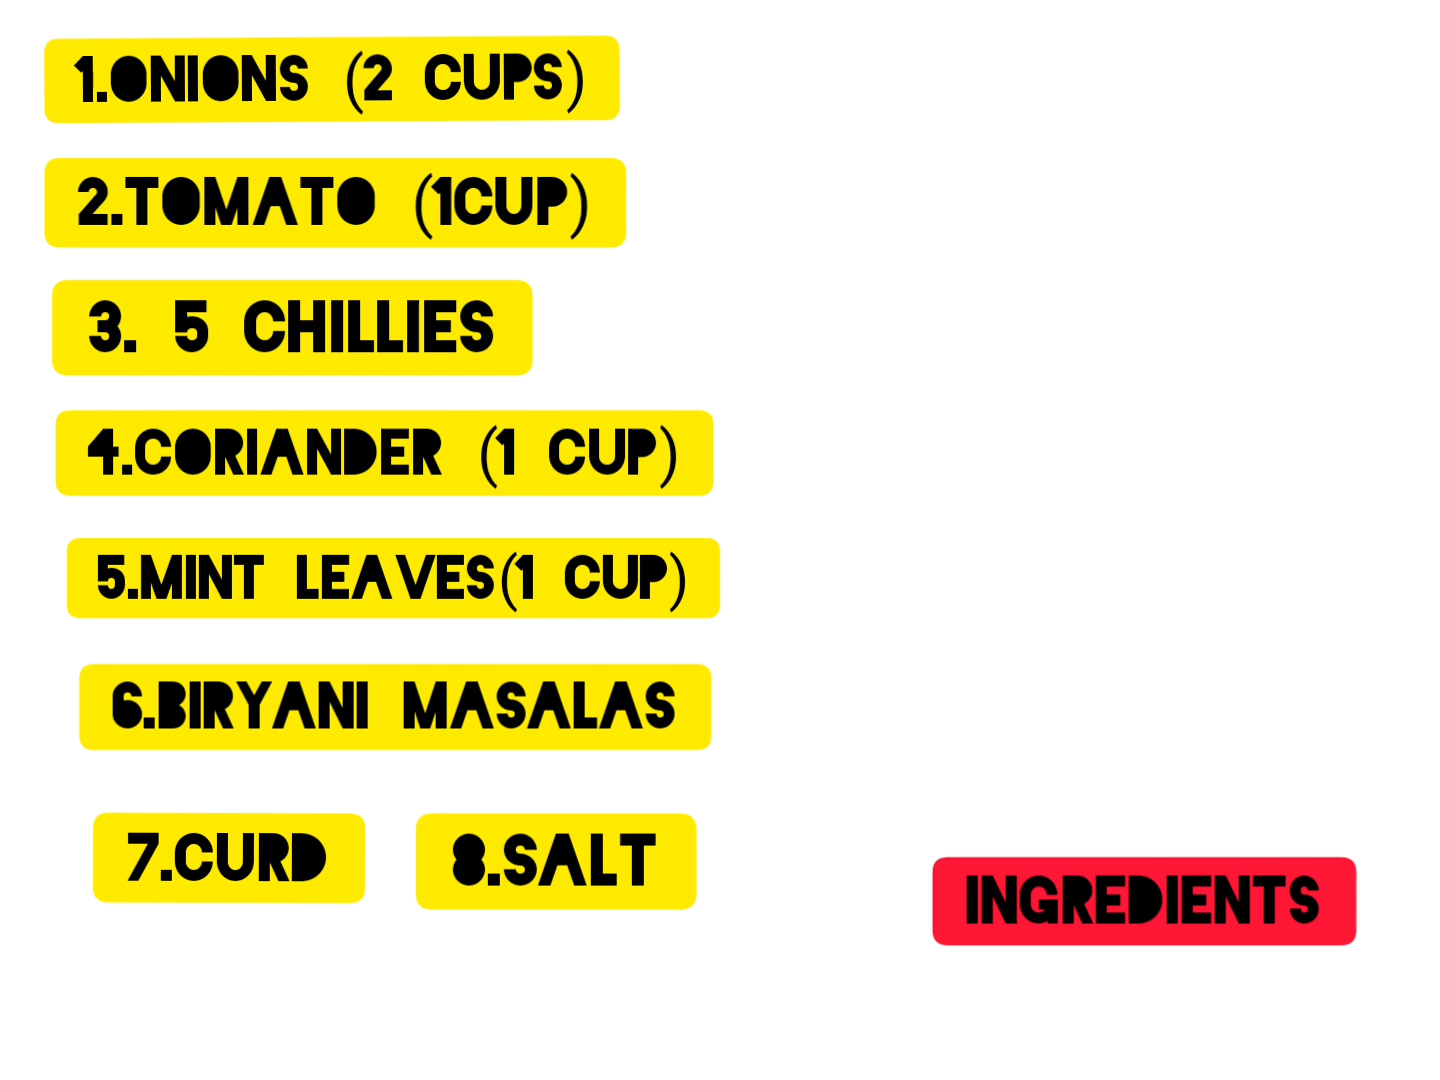 1.ONIONS (2 CUPS)
2.TOMATO (1CUP)
3. 5 CHILLIES
4.CORIANDER (1 CUP)
5.MINT LEAVES(1 CUP)
6.BIRYANI MASALAS
7.CURD
8.SALT
INGREDIENTS